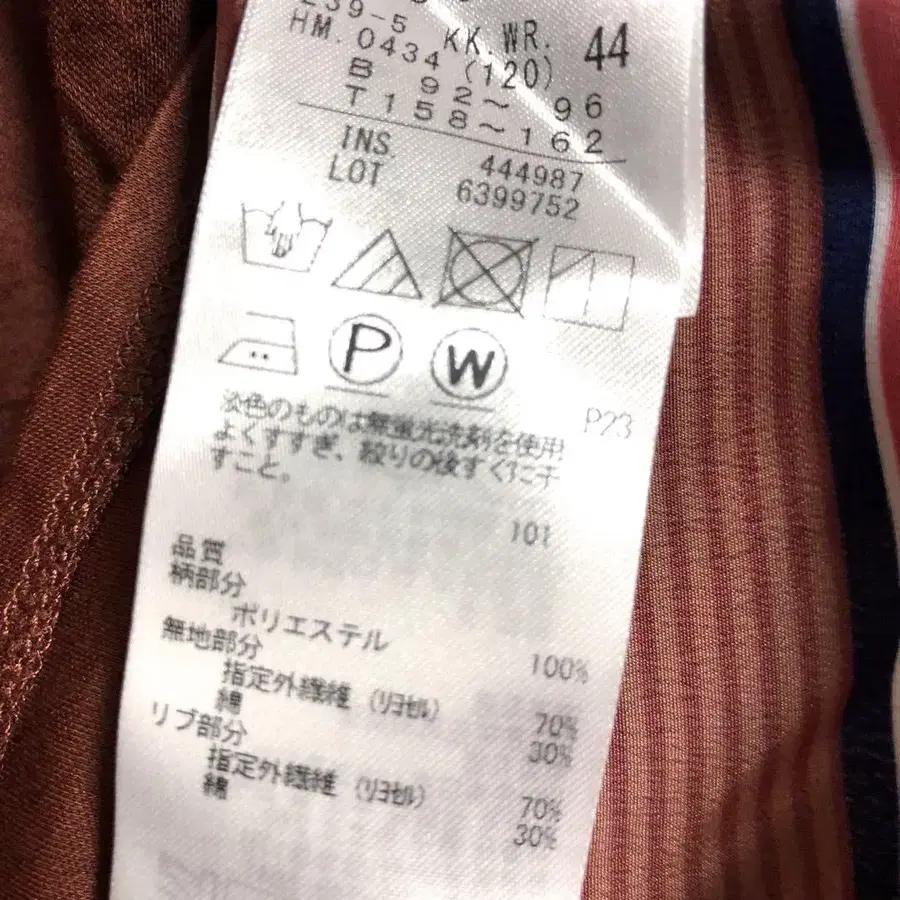 239-5 KK.WR. 44
HM. 0434 (120)
B 92〜 96
T158〜162
INS. 444987
LOT 6399752
P W
P23
淡色のものは無蛍光洗剤を使用
よくすすぎ、絞りの後すぐに干
すこと。
101
品質
柄部分
ポリエステル 100%
無地部分
指定外繊維 (リヨセル) 70%
綿 30%
リブ部分
指定外繊維 (リヨセル) 70%
綿 30%